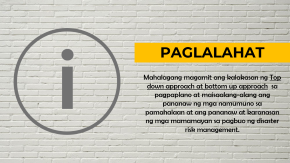 PAGLALAHAT
Mahalagang magamit ang kalakasan ng Top
down approach at bottom up approach sa
pagpaplano at maisaalang-alang ang
pananaw ng mga namumuno sa
pamahalaan at ang pananaw at karanasan
ng mga mamamayan sa pagbuo ng disaster
risk management.